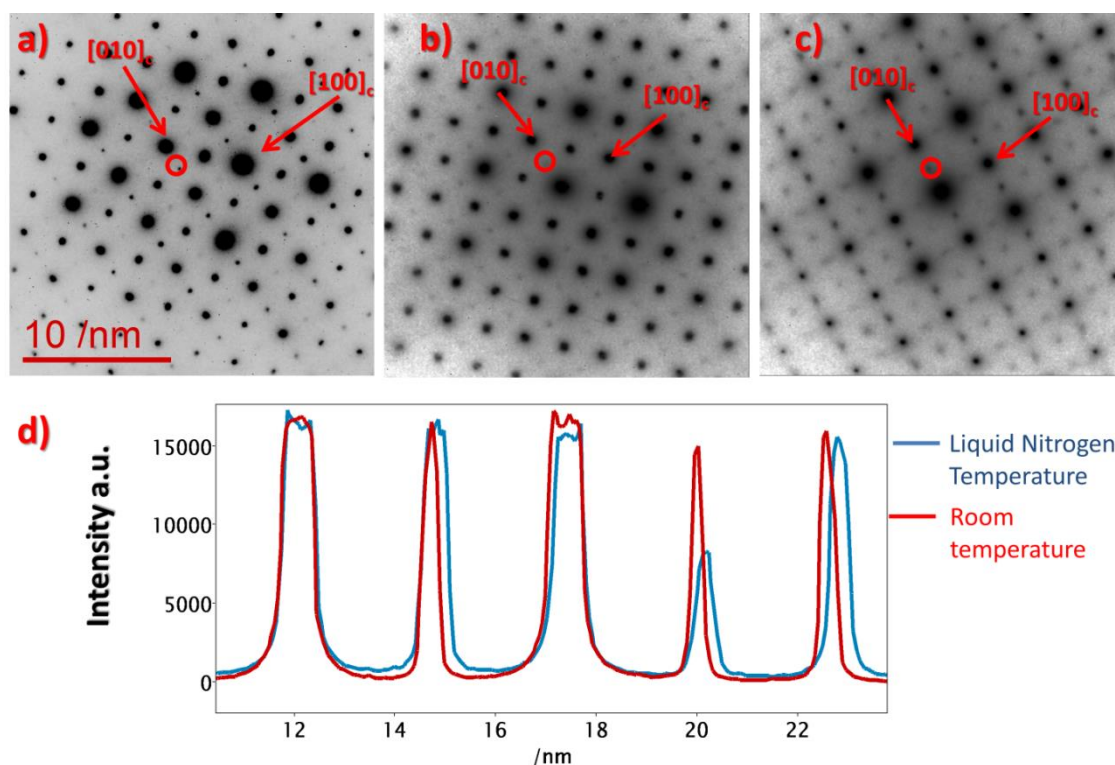 a)
[010]c
[100]c
10 /nm
b)
[010]c
[100]c
c)
[010]c
[100]c
d)
Intensity a.u.
15000
10000
5000
0
12
14
16
18
20
22
/nm
Liquid Nitrogen
Temperature
Room
temperature